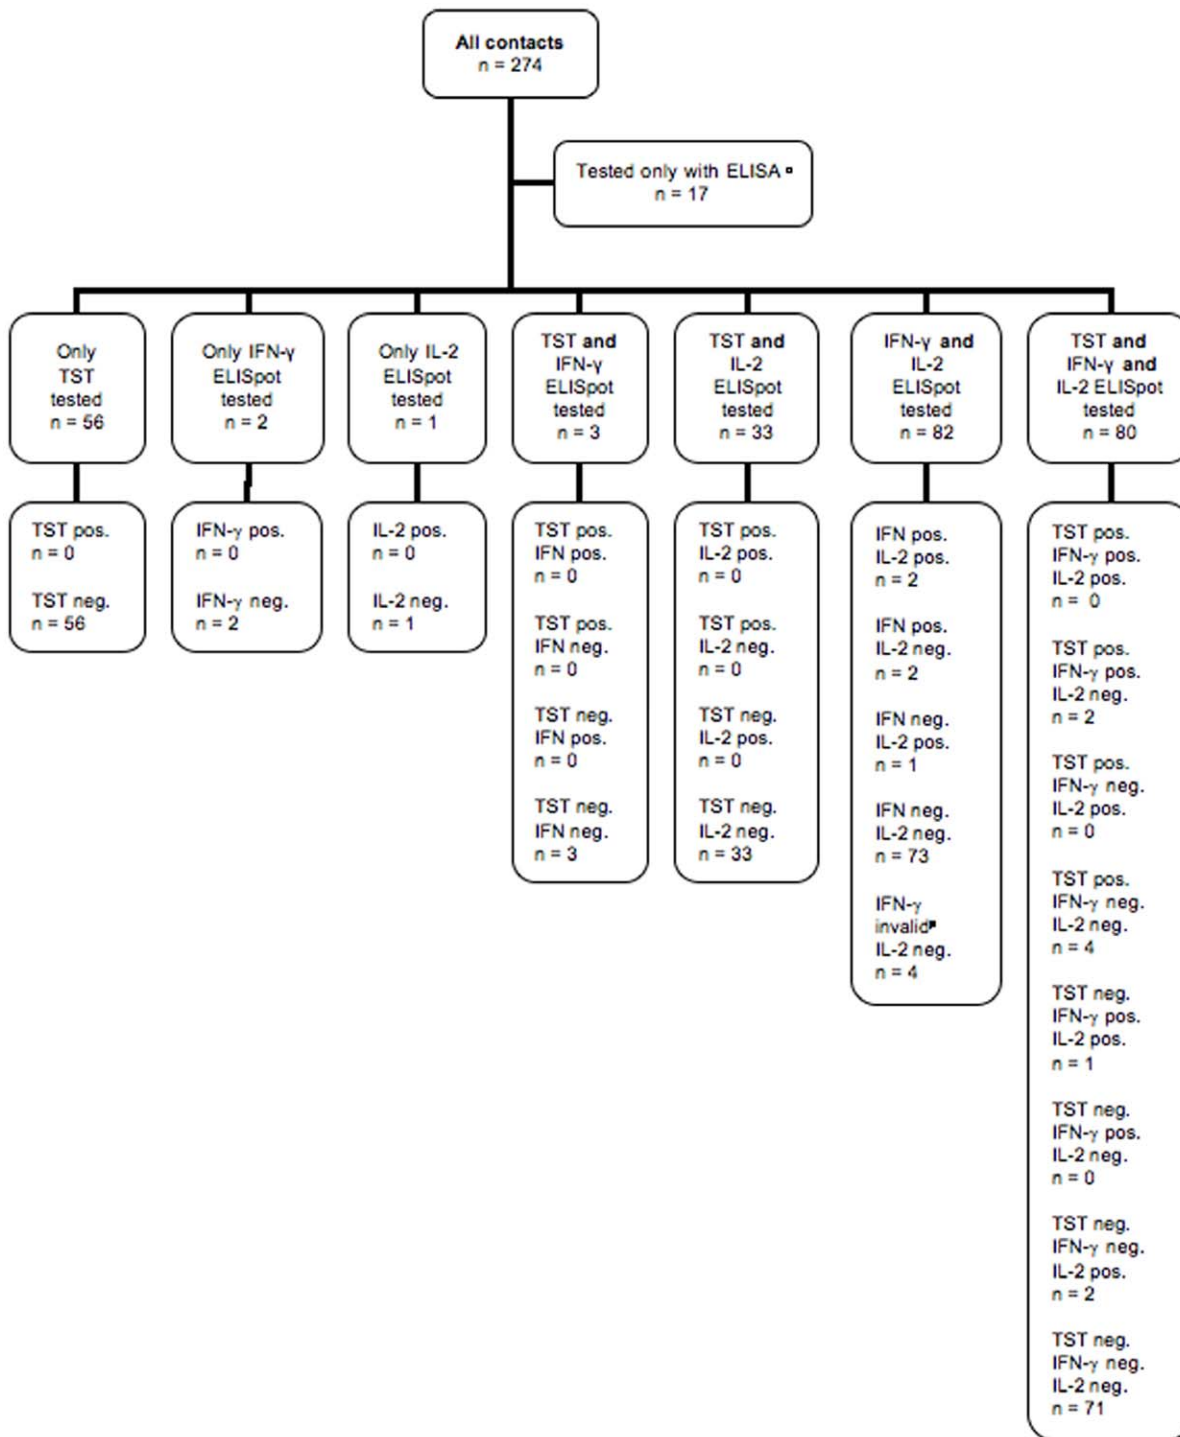 All contacts
n = 274
Tested only with ELISA ¤
n = 17
Only
TST
tested
n = 56
Only IFN-γ
ELISpot
tested
n = 2
Only IL-2
ELISpot
tested
n = 1
TST and
IFN-γ
ELISpot
tested
n = 3
TST and
IL-2
ELISpot
tested
n = 33
IFN-γ and
IL-2
ELISpot
tested
n = 82
TST and
IFN-γ and
IL-2 ELISpot
tested
n = 80
TST pos.
n = 0
TST neg.
n = 56
IFN-γ pos.
n = 0
IFN-γ neg.
n = 2
IL-2 pos.
n = 0
IL-2 neg.
n = 1
TST pos.
IFN pos.
n = 0
TST pos.
IFN neg.
n = 0
TST neg.
IFN pos.
n = 0
TST neg.
IFN neg.
n = 3
TST pos.
IL-2 pos.
n = 0
TST pos.
IL-2 neg.
n = 0
TST neg.
IL-2 pos.
n = 0
TST neg.
IL-2 neg.
n = 33
IFN pos.
IL-2 pos.
n = 2
IFN pos.
IL-2 neg.
n = 2
IFN neg.
IL-2 pos.
n = 1
IFN neg.
IL-2 neg.
n = 73
IFN-γ
invalid
IL-2 neg.
n = 4
TST pos.
IFN-γ pos.
IL-2 pos.
n = 0
TST pos.
IFN-γ pos.
IL-2 neg.
n = 2
TST pos.
IFN-γ neg.
IL-2 pos.
n = 0
TST pos.
IFN-γ neg.
IL-2 neg.
n = 4
TST neg.
IFN-γ pos.
IL-2 pos.
n = 1
TST neg.
IFN-γ pos.
IL-2 neg.
n = 0
TST neg.
IFN-γ neg.
IL-2 pos.
n = 2
TST neg.
IFN-γ neg.
IL-2 neg.
n = 71